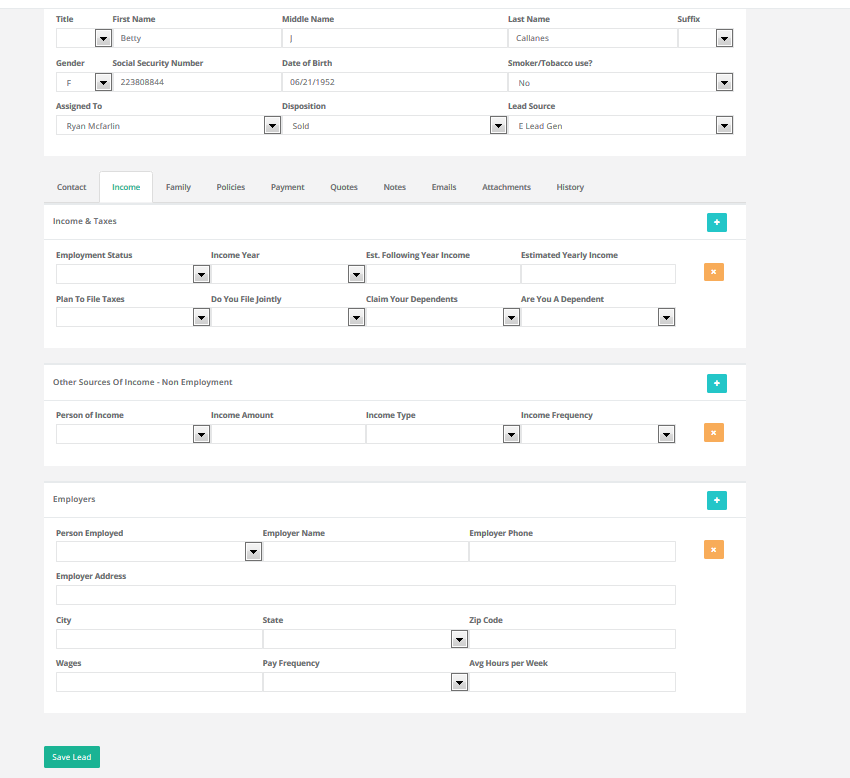 Title First Name Middle Name Last Name Suffix
Betty J Callanes
Gender Social Security Number Date of Birth Smoker/Tobacco use?
F 223808844 06/21/1952 No
Assigned To Disposition Lead Source
Ryan Mcfarlin Sold E Lead Gen
Contact Income Family Policies Payment Quotes Notes Emails Attachments History
Income & Taxes
+
Employment Status Income Year Est. Following Year Income Estimated Yearly Income
×
Plan To File Taxes Do You File Jointly Claim Your Dependents Are You A Dependent
Other Sources Of Income - Non Employment
+
Person of Income Income Amount Income Type Income Frequency
×
Employers
+
Person Employed Employer Name Employer Phone
×
Employer Address
City State Zip Code
Wages Pay Frequency Avg Hours per Week
Save Lead